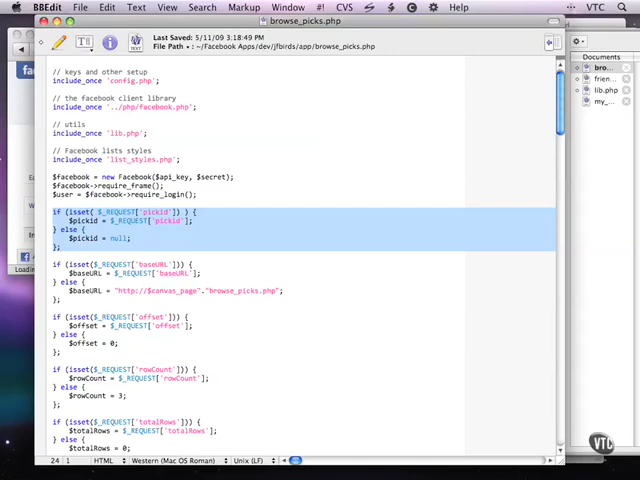 BBEdit File Edit Text Search Markup Window #! CVS VTC
browse_picks.php
Last Saved: 5/11/09 3:18:49 PM
File Path ▾: ~/Facebook Apps/dev/jfbirds/app/browse_picks.php
// keys and other setup
include_once 'config.php';
// the facebook client library
include_once '../php/facebook.php';
// utils
include_once 'lib.php';
// Facebook lists styles
include_once 'list_styles.php';
$facebook = new Facebook($api_key, $secret);
$facebook->require_frame();
$user = $facebook->require_login();
if (isset( $_REQUEST['pickid']) ) {
$pickid = $_REQUEST['pickid'];
} else {
$pickid = null;
};
if (isset($_REQUEST['baseURL'])) {
$baseURL = $_REQUEST['baseURL'];
} else {
$baseURL = "http://$canvas_page"."browse_picks.php";
};
if (isset($_REQUEST['offset'])) {
$offset = $_REQUEST['offset'];
} else {
$offset = 0;
};
if (isset($_REQUEST['rowCount'])) {
$rowCount = $_REQUEST['rowCount'];
} else {
$rowCount = 3;
};
if (isset($_REQUEST['totalRows'])) {
$totalRows = $_REQUEST['totalRows'];
} else {
$totalRows = 0;
24 1 HTML Western (Mac OS Roman) Unix (LF)
Documents
bro...
frien...
lib.php
my_...
Loadin
VTC